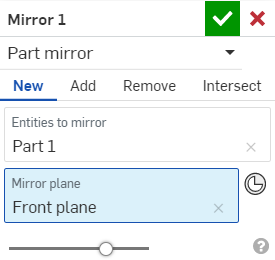 Mirror 1
Part mirror
New Add Remove Intersect
Entities to mirror
Part 1
Mirror plane
Front plane
?